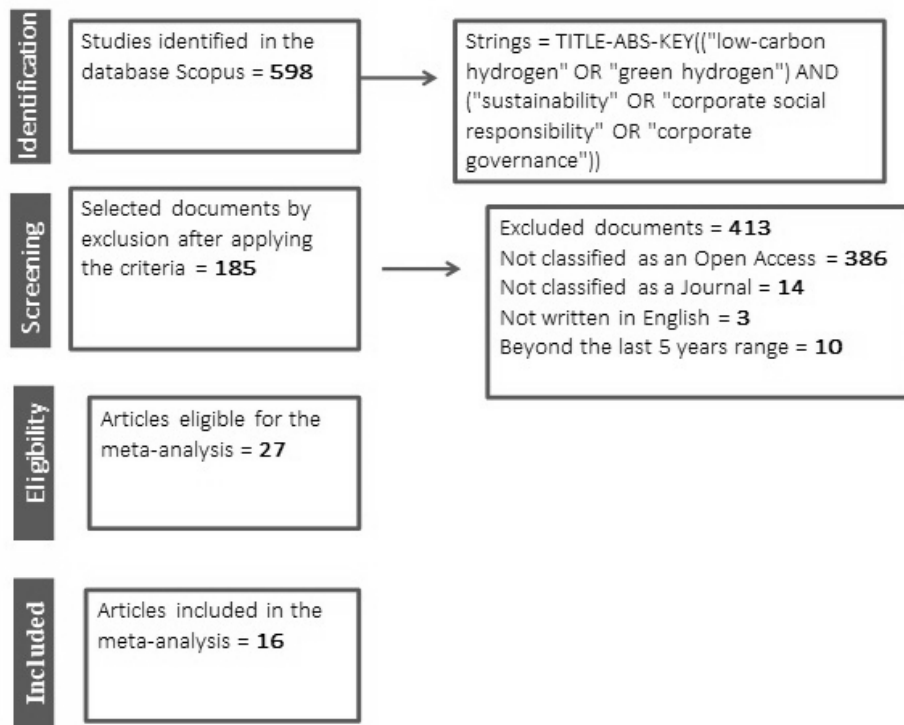 Identification
Studies identified in the
database Scopus = 598
Strings = TITLE-ABS-KEY(("low-carbon
hydrogen" OR "green hydrogen") AND
("sustainability" OR "corporate social
responsibility" OR "corporate
governance"))
Screening
Selected documents by
exclusion after applying
the criteria = 185
Excluded documents = 413
Not classified as an Open Access = 386
Not classified as a Journal = 14
Not written in English = 3
Beyond the last 5 years range = 10
Eligibility
Articles eligible for the
meta-analysis = 27
Included
Articles included in the
meta-analysis = 16